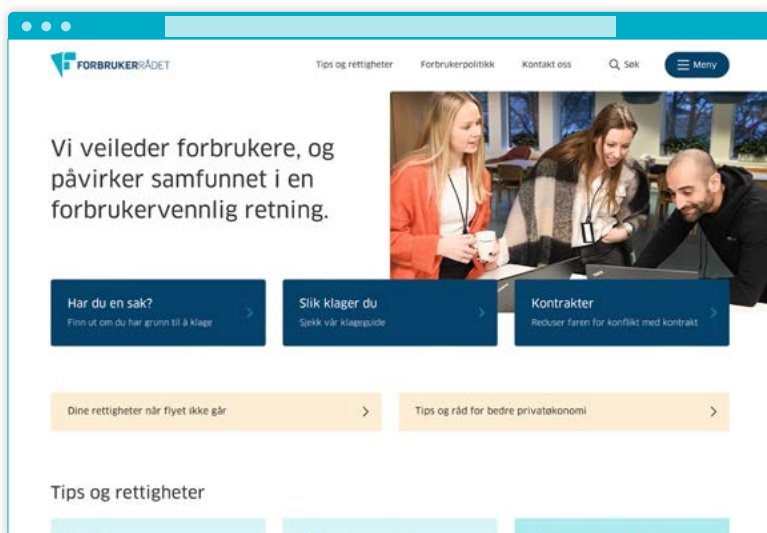 FORBRUKERRÅDET
Tips og rettigheter
Forbrukerpolitikk
Kontakt oss
Søk
Meny
Vi veileder forbrukere, og
påvirker samfunnet i en
forbrukervennlig retning.
Har du en sak?
Finn ut om du har grunn til å klage
Slik klager du
Sjekk vår klageguide
Kontrakter
Reduser faren for konflikt med kontrakt
Dine rettigheter når flyet ikke går
Tips og råd for bedre privatøkonomi
Tips og rettigheter